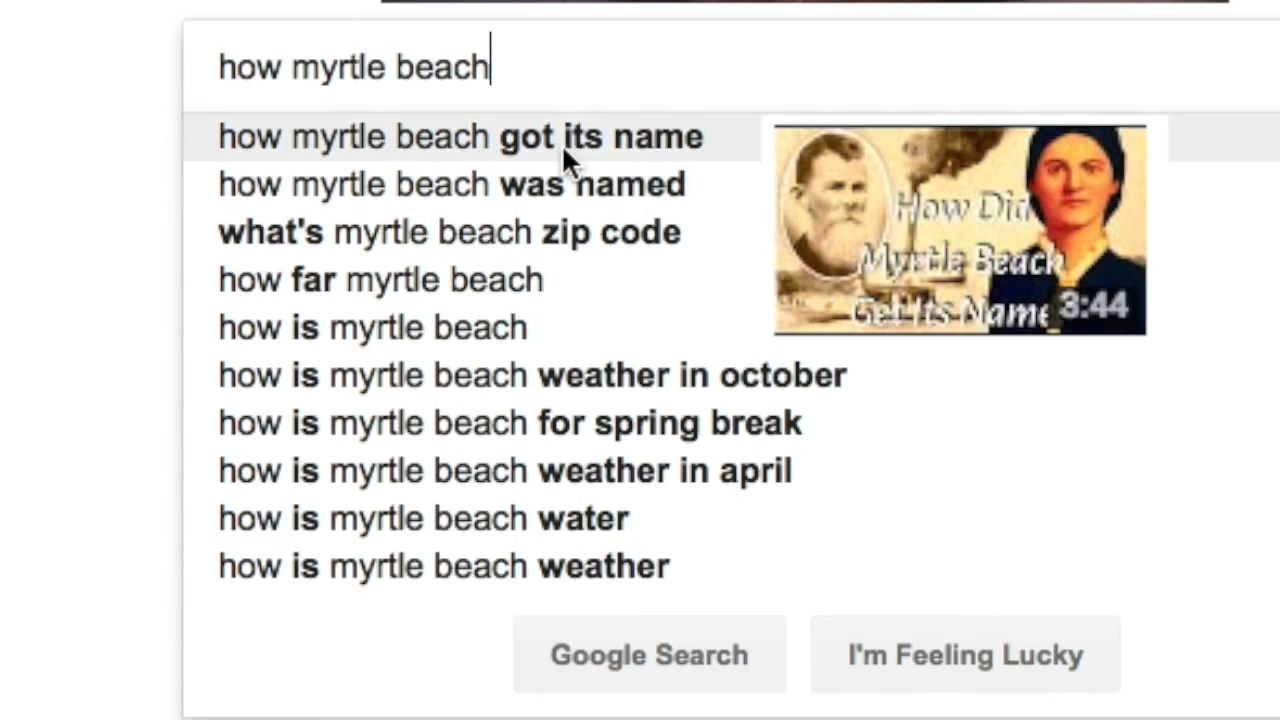 how myrtle beach
how myrtle beach got its name
how myrtle beach was named
what's myrtle beach zip code
how far myrtle beach
how is myrtle beach
how is myrtle beach weather in october
how is myrtle beach for spring break
how is myrtle beach weather in april
how is myrtle beach water
how is myrtle beach weather
How Did
Myrtle Beach
Get Its Name
3:44
Google Search
I'm Feeling Lucky